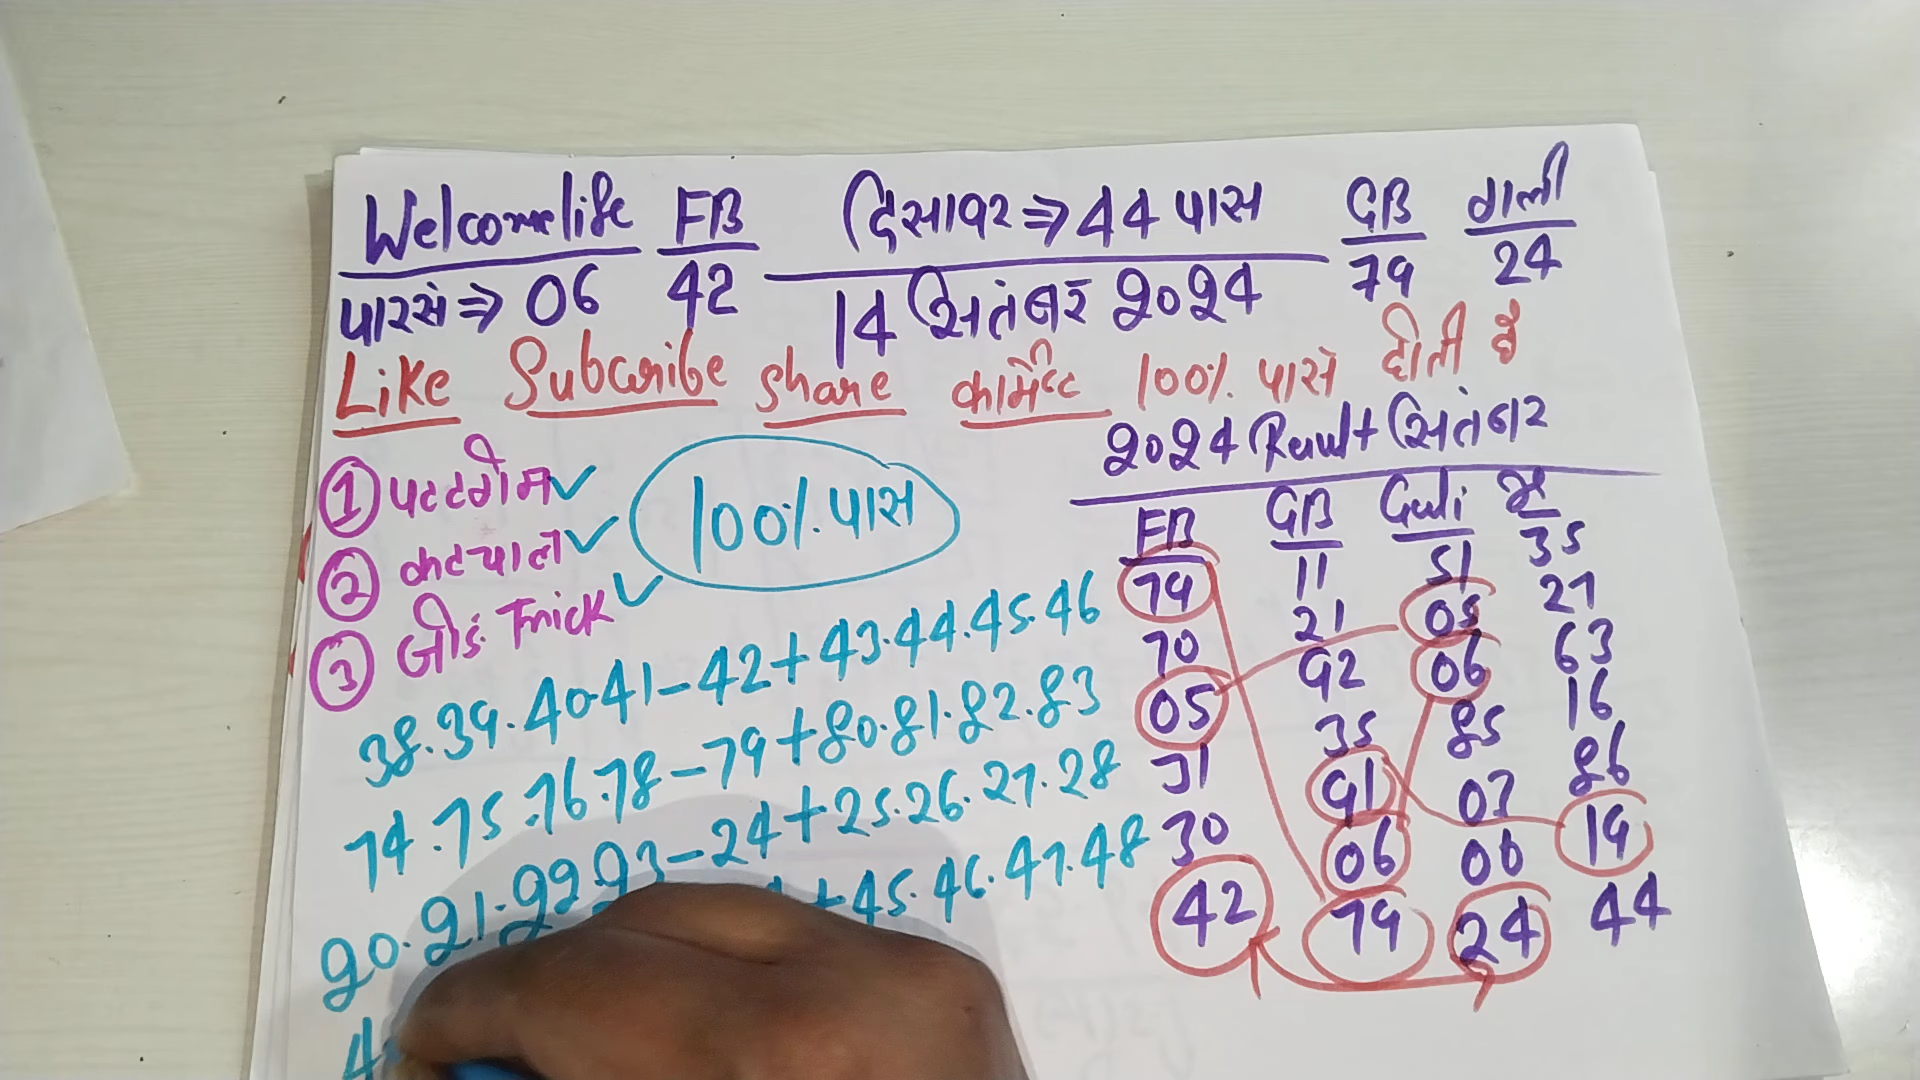 Welcome life FB दिसावर ⇒ 44 पास GB गली
पारस ⇒ 06 42 14 सितंबर 2024 79 24
Like Subcribe share कामेंट 100% पास होती है
2024 Result सितंबर
① पटटगेम ✓ 100% पास
② कटचाल ✓
③ जोड़ Trick ✓
FB GB Gali
79 11 51 35
70 21 05 27
05 92 06 63
31 35 85 16
30 91 07 86
42 06 06 19
79 24 44
38.39.40.41-42+43.44.45.46
74.75.76.78-79+80.81.82.83
20.21.22.23-24+25.26.27.28
+45.46.47.48
4